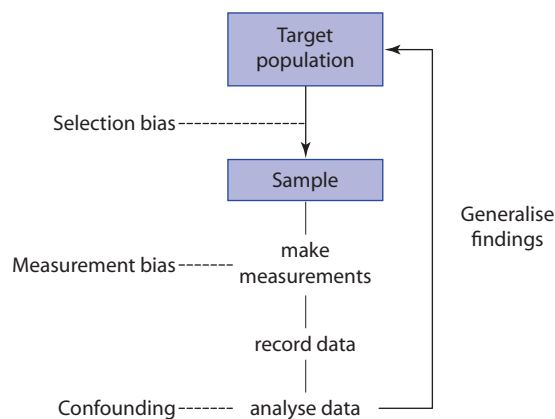 Target
population
Selection bias
Sample
Generalise
findings
Measurement bias
make
measurements
record data
Confounding
analyse data